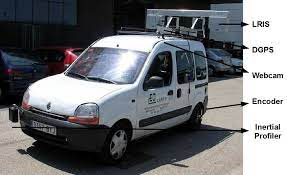 LRIS
DGPS
Webcam
Encoder
Inertial
Profiler